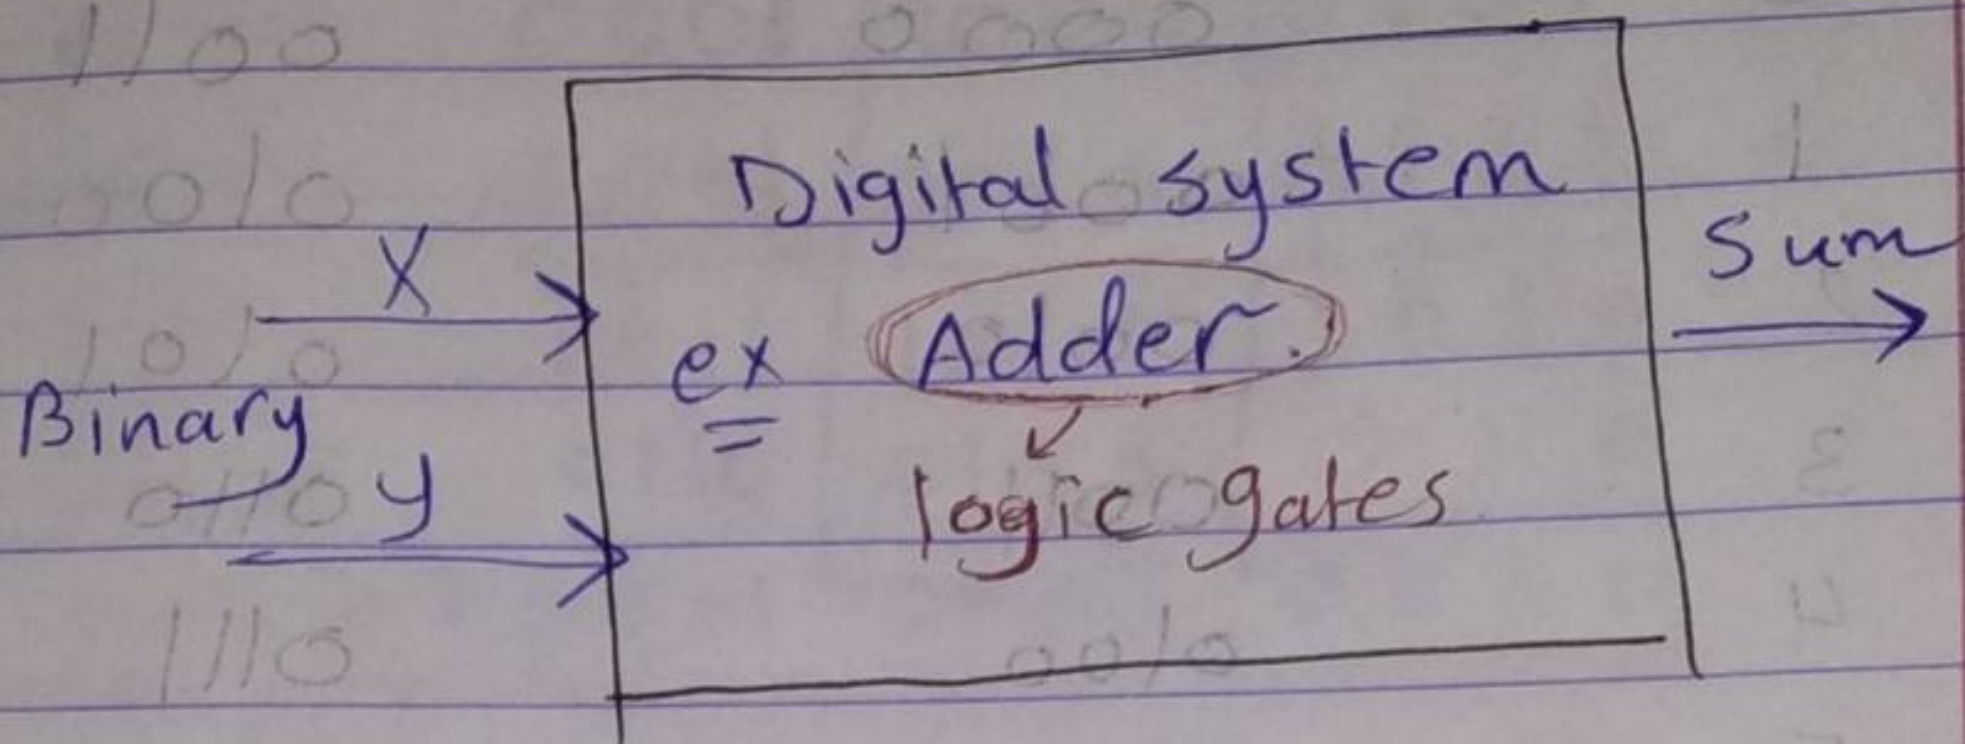 Digital system
X
Sum
ex Adder.
Binary
y
logic gates